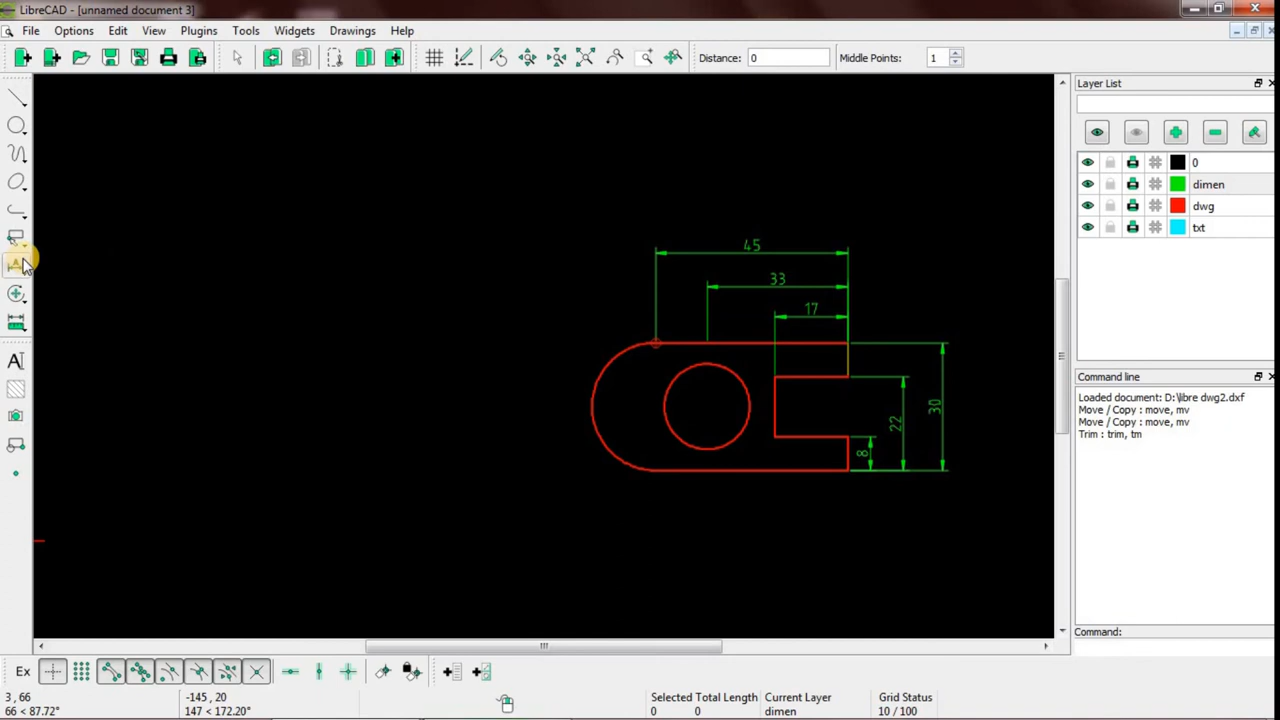 LibreCAD - [unnamed document 3]
File Options Edit View Plugins Tools Widgets Drawings Help
Distance: 0 Middle Points: 1
Layer List
0
dimen
dwg
txt
45
33
17
30
22
8
Command line
Loaded document: D:\libre dwg2.dxf
Move / Copy : move, mv
Move / Copy : move, mv
Trim : trim, tm
Command:
Ex
3 , 66 -145 , 20 Selected Total Length Current Layer Grid Status
66 < 87.72° 147 < 172.20° 0 0 dimen 10 / 100